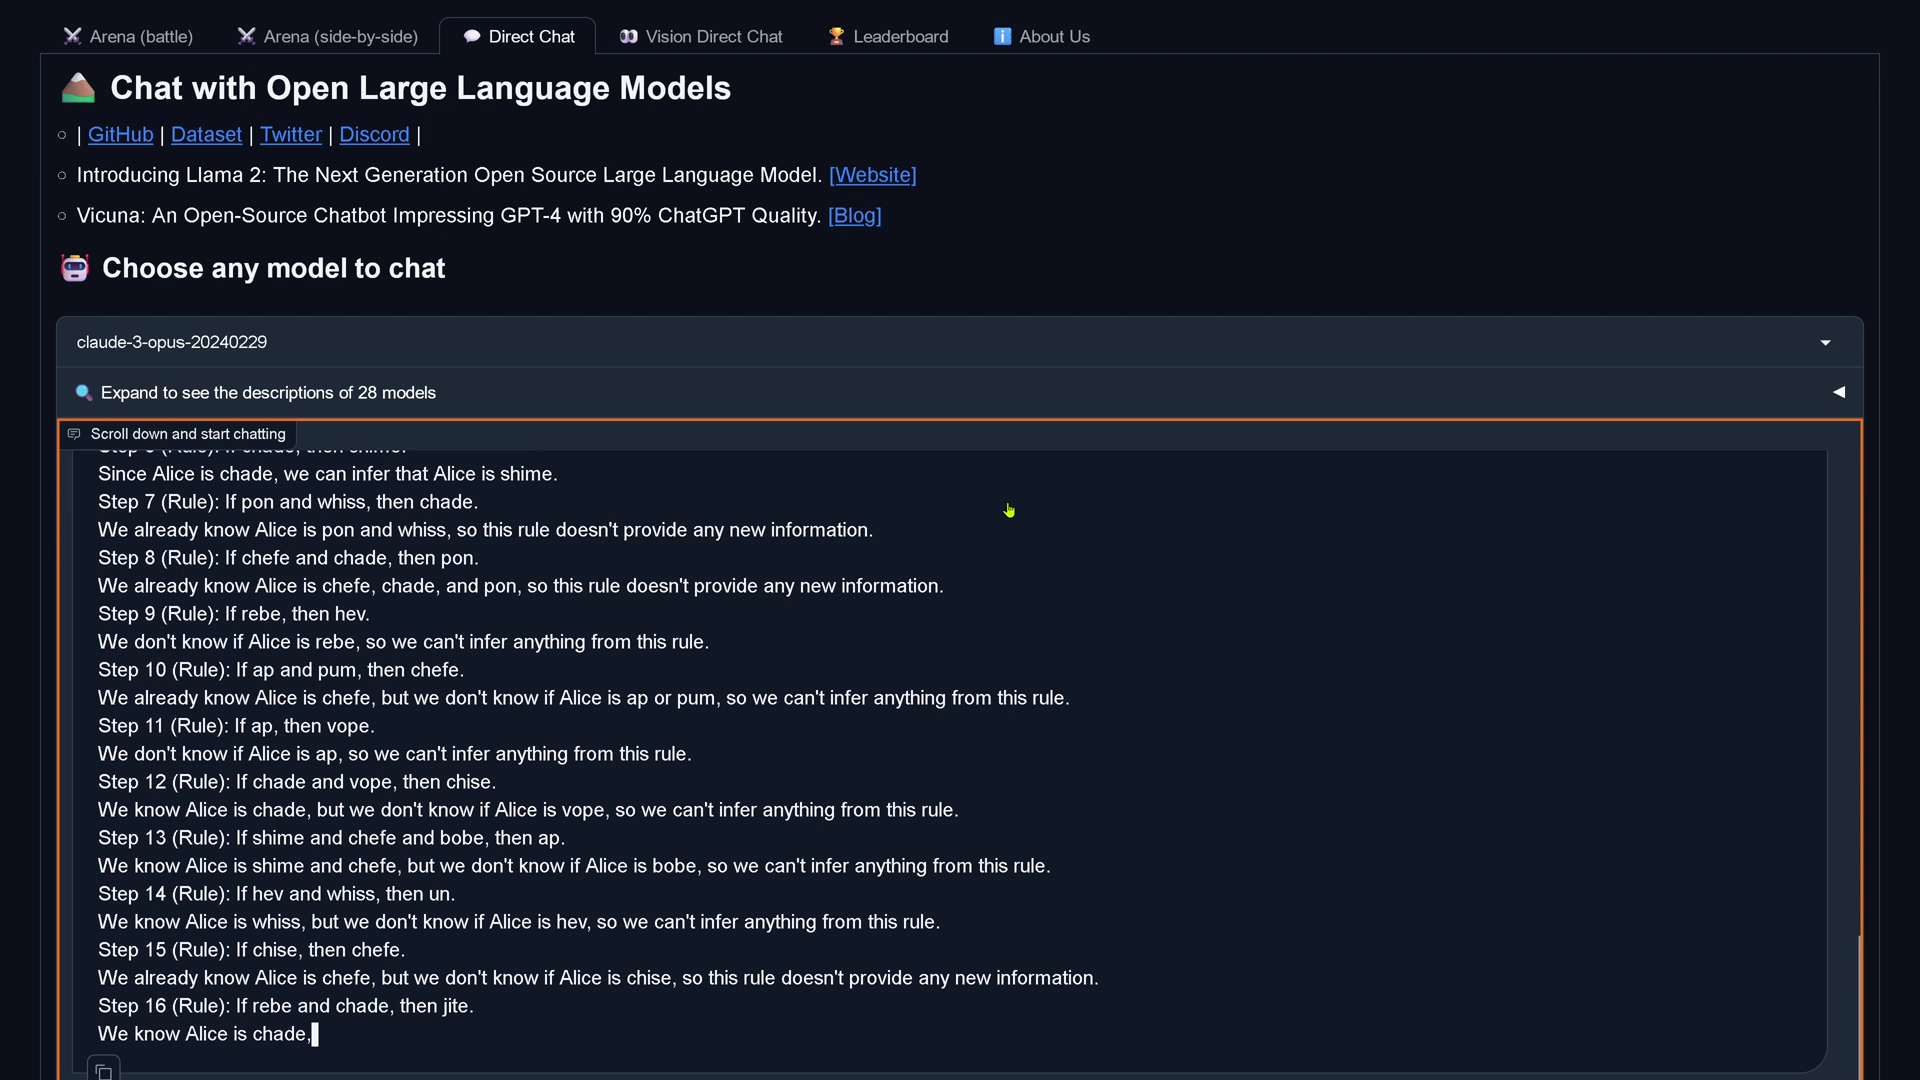 Arena (battle)
Arena (side-by-side)
Direct Chat
Vision Direct Chat
Leaderboard
About Us
Chat with Open Large Language Models
| GitHub | Dataset | Twitter | Discord |
Introducing Llama 2: The Next Generation Open Source Large Language Model. [Website]
Vicuna: An Open-Source Chatbot Impressing GPT-4 with 90% ChatGPT Quality. [Blog]
Choose any model to chat
claude-3-opus-20240229
Expand to see the descriptions of 28 models
Scroll down and start chatting
Since Alice is chade, we can infer that Alice is shime.
Step 7 (Rule): If pon and whiss, then chade.
We already know Alice is pon and whiss, so this rule doesn't provide any new information.
Step 8 (Rule): If chefe and chade, then pon.
We already know Alice is chefe, chade, and pon, so this rule doesn't provide any new information.
Step 9 (Rule): If rebe, then hev.
We don't know if Alice is rebe, so we can't infer anything from this rule.
Step 10 (Rule): If ap and pum, then chefe.
We already know Alice is chefe, but we don't know if Alice is ap or pum, so we can't infer anything from this rule.
Step 11 (Rule): If ap, then vope.
We don't know if Alice is ap, so we can't infer anything from this rule.
Step 12 (Rule): If chade and vope, then chise.
We know Alice is chade, but we don't know if Alice is vope, so we can't infer anything from this rule.
Step 13 (Rule): If shime and chefe and bobe, then ap.
We know Alice is shime and chefe, but we don't know if Alice is bobe, so we can't infer anything from this rule.
Step 14 (Rule): If hev and whiss, then un.
We know Alice is whiss, but we don't know if Alice is hev, so we can't infer anything from this rule.
Step 15 (Rule): If chise, then chefe.
We already know Alice is chefe, but we don't know if Alice is chise, so this rule doesn't provide any new information.
Step 16 (Rule): If rebe and chade, then jite.
We know Alice is chade,